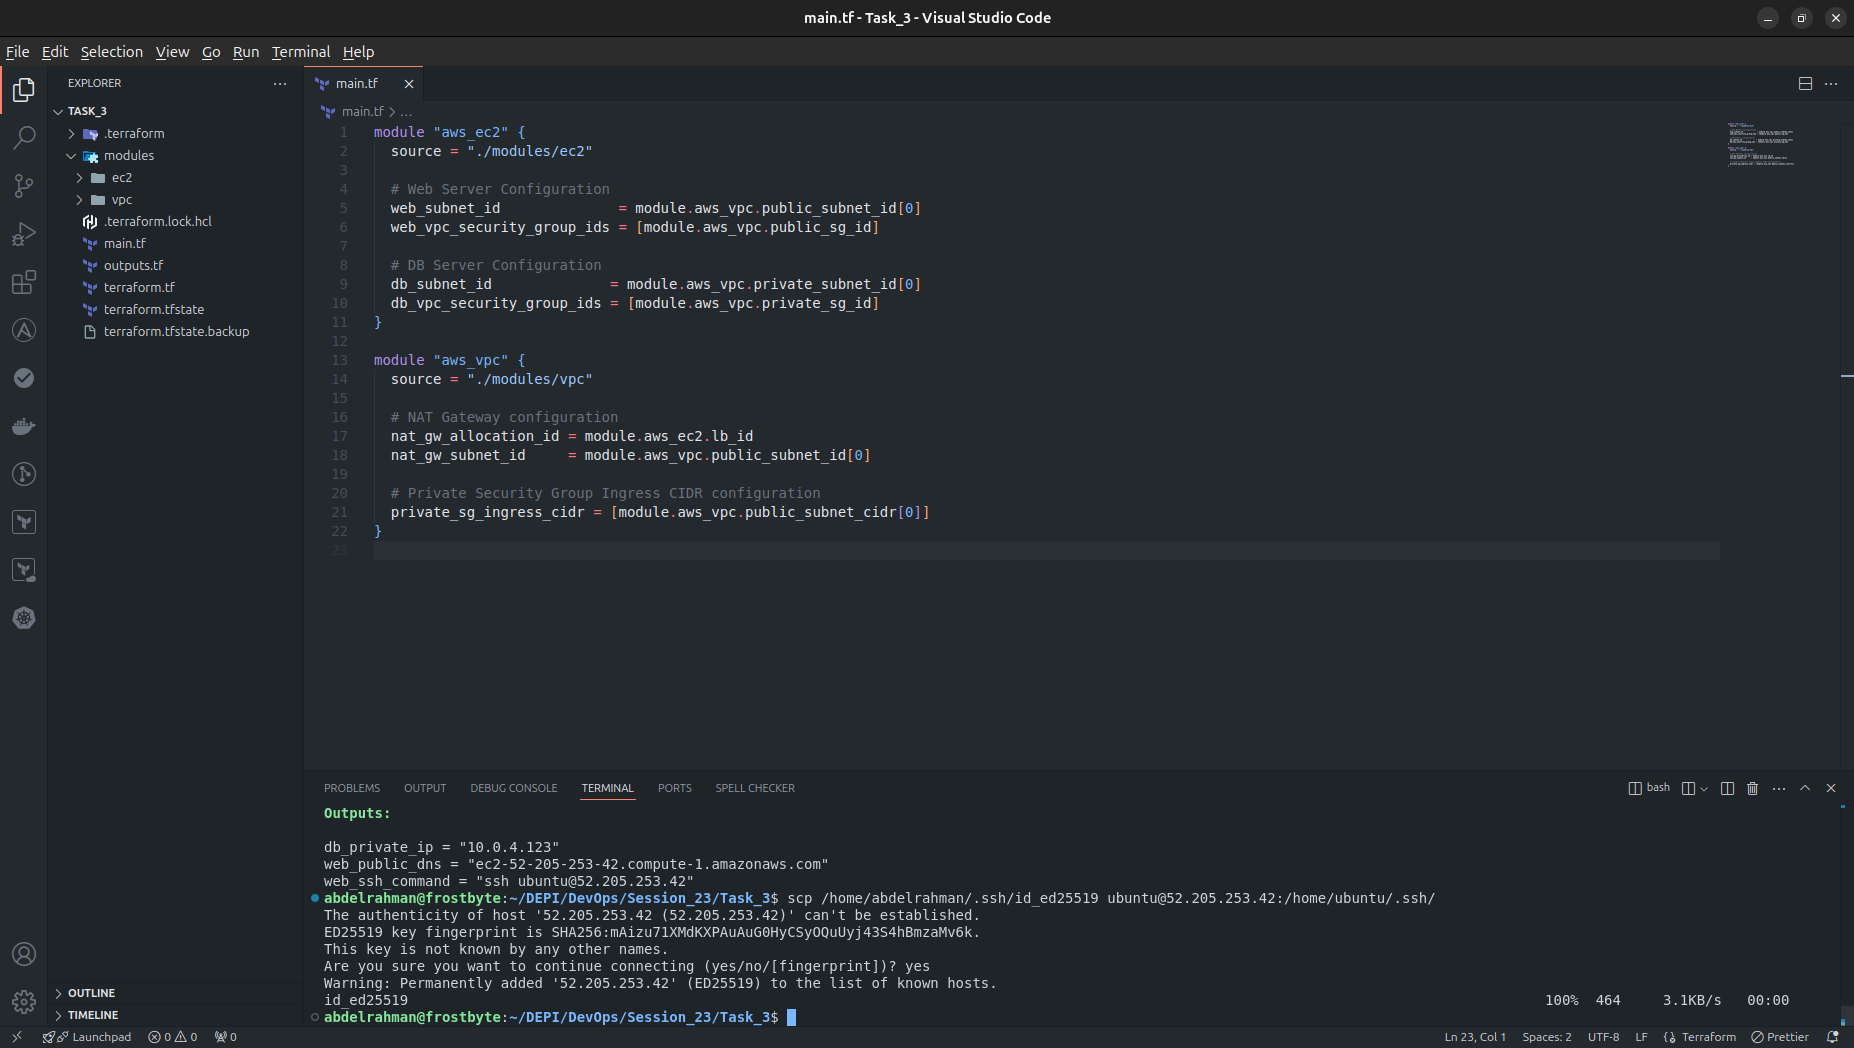 main.tf - Task_3 - Visual Studio Code
File Edit Selection View Go Run Terminal Help
EXPLORER
TASK_3
.terraform
modules
ec2
vpc
.terraform.lock.hcl
main.tf
outputs.tf
terraform.tf
terraform.tfstate
terraform.tfstate.backup
OUTLINE
TIMELINE
main.tf
main.tf > ...
1 module "aws_ec2" {
2 source = "./modules/ec2"
3
4 # Web Server Configuration
5 web_subnet_id = module.aws_vpc.public_subnet_id[0]
6 web_vpc_security_group_ids = [module.aws_vpc.public_sg_id]
7
8 # DB Server Configuration
9 db_subnet_id = module.aws_vpc.private_subnet_id[0]
10 db_vpc_security_group_ids = [module.aws_vpc.private_sg_id]
11 }
12
13 module "aws_vpc" {
14 source = "./modules/vpc"
15
16 # NAT Gateway configuration
17 nat_gw_allocation_id = module.aws_ec2.lb_id
18 nat_gw_subnet_id = module.aws_vpc.public_subnet_id[0]
19
20 # Private Security Group Ingress CIDR configuration
21 private_sg_ingress_cidr = [module.aws_vpc.public_subnet_cidr[0]]
22 }
23
PROBLEMS OUTPUT DEBUG CONSOLE TERMINAL PORTS SPELL CHECKER
bash
Outputs:
db_private_ip = "10.0.4.123"
web_public_dns = "ec2-52-205-253-42.compute-1.amazonaws.com"
web_ssh_command = "ssh ubuntu@52.205.253.42"
abdelrahman@frostbyte:~/DEPI/DevOps/Session_23/Task_3$ scp /home/abdelrahman/.ssh/id_ed25519 ubuntu@52.205.253.42:/home/ubuntu/.ssh/
The authenticity of host '52.205.253.42 (52.205.253.42)' can't be established.
ED25519 key fingerprint is SHA256:mAizu71XMdKXPAuAuG0HyCSyOQuUyj43S4hBmzaMv6k.
This key is not known by any other names.
Are you sure you want to continue connecting (yes/no/[fingerprint])? yes
Warning: Permanently added '52.205.253.42' (ED25519) to the list of known hosts.
id_ed25519 100% 464 3.1KB/s 00:00
abdelrahman@frostbyte:~/DEPI/DevOps/Session_23/Task_3$
Launchpad 0 0 0 Ln 23, Col 1 Spaces: 2 UTF-8 LF Terraform Prettier